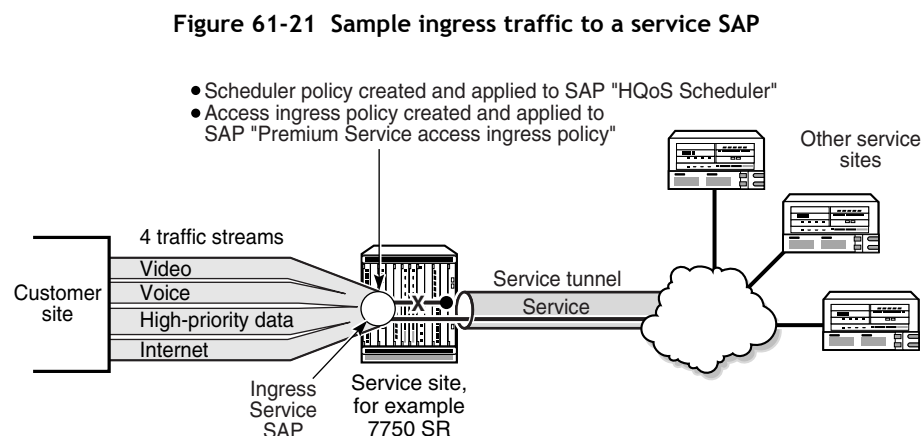 Figure 61-21 Sample ingress traffic to a service SAP
● Scheduler policy created and applied to SAP "HQoS Scheduler"
● Access ingress policy created and applied to
SAP "Premium Service access ingress policy"
Other service
sites
4 traffic streams
Video
Voice
High-priority data
Internet
Customer
site
X
Service tunnel
Service
Ingress
Service
SAP
Service site,
for example
7750 SR